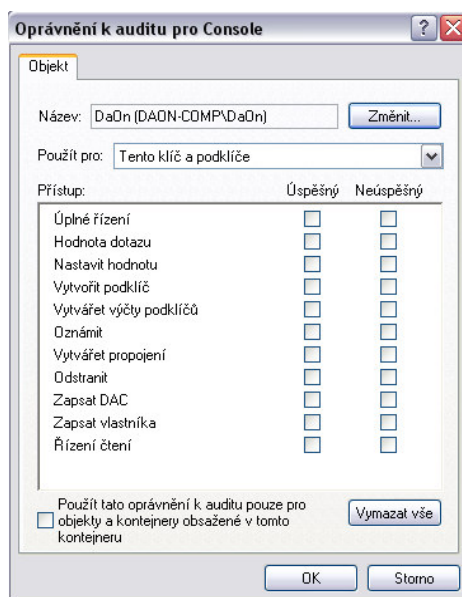 Oprávnění k auditu pro Console
Objekt
Název: DaOn (DAON-COMP\DaOn) Změnit...
Použít pro: Tento klíč a podklíče
Přístup: Úspěšný Neúspěšný
Úplné řízení
Hodnota dotazu
Nastavit hodnotu
Vytvořit podklíč
Vytvářet výčty podklíčů
Oznámit
Vytvářet propojení
Odstranit
Zapsat DAC
Zapsat vlastníka
Řízení čtení
Použít tato oprávnění k auditu pouze pro
objekty a kontejnery obsažené v tomto
kontejneru
Vymazat vše
OK Storno